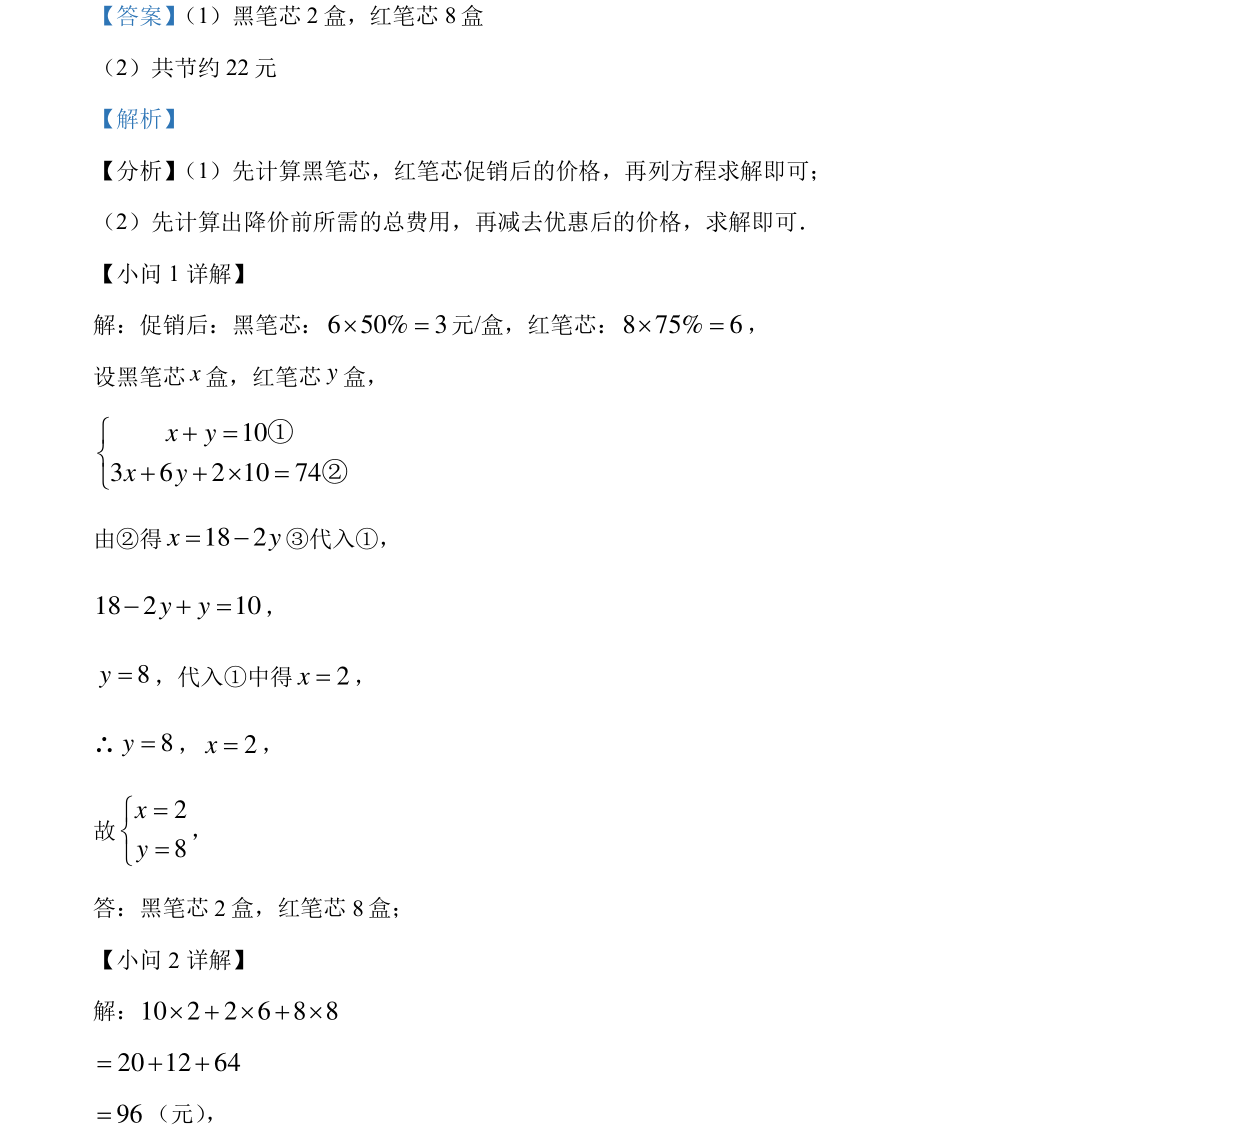 【答案】（1）黑笔芯 2 盒，红笔芯 8 盒
（2）共节约 22 元
【解析】
【分析】（1）先计算黑笔芯，红笔芯促销后的价格，再列方程求解即可；
（2）先计算出降价前所需的总费用，再减去优惠后的价格，求解即可．
【小问 1 详解】
解：促销后：黑笔芯：6×50%＝3 元/盒，红笔芯：8×75%＝6，
设黑笔芯 x 盒，红笔芯 y 盒，
x+y＝10①
3x+6y+2×10＝74②
由②得 x＝18−2y③代入①，
18−2y+y＝10，
y＝8，代入①中得 x＝2，
∴ y＝8，x＝2，
故{x＝2
y＝8，
答：黑笔芯 2 盒，红笔芯 8 盒；
【小问 2 详解】
解：10×2+2×6+8×8
＝20+12+64
＝96（元），